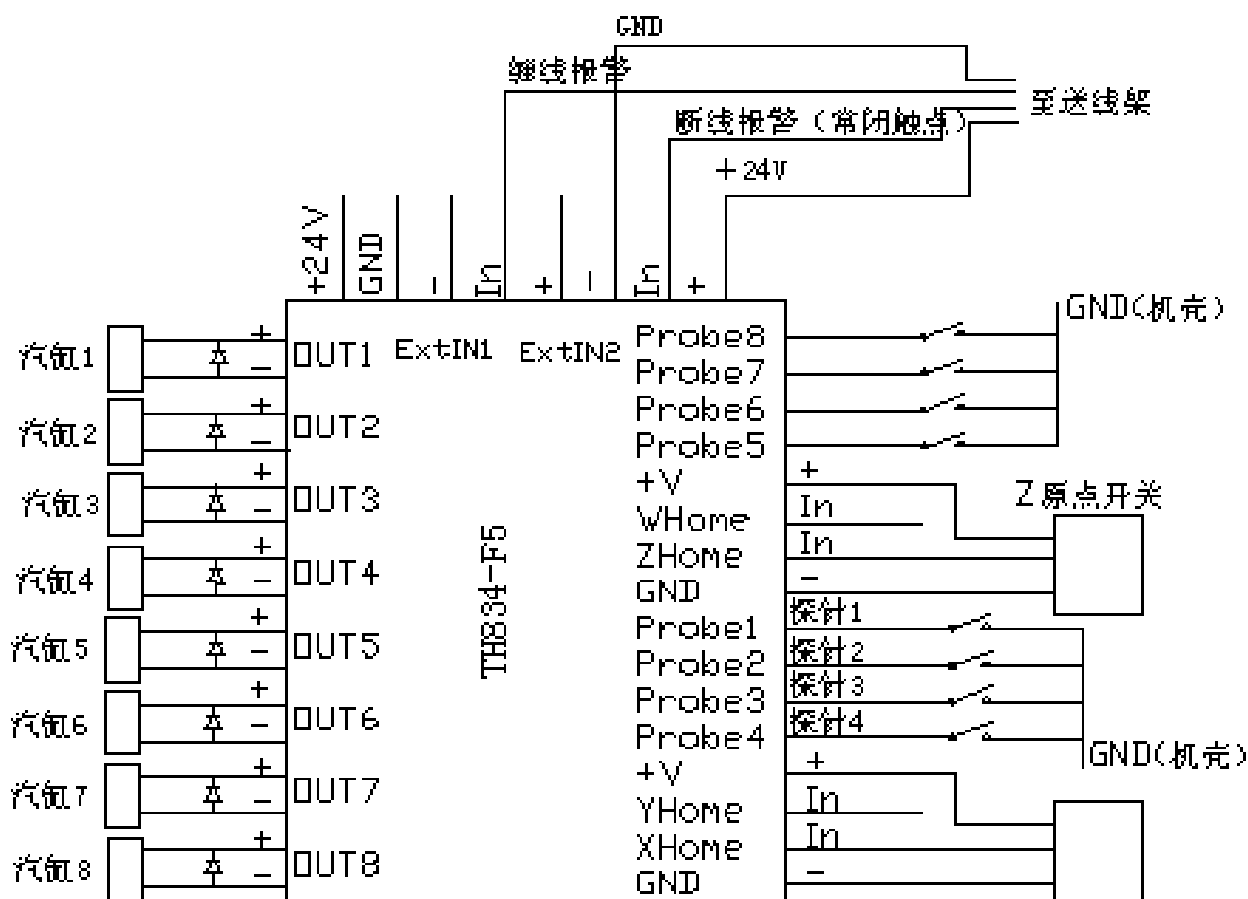 GND
缠线报警
至送线架
断线报警（常闭触点）
+24V
+24V
GND
-
In
+
-
In
+
ExtIN1
ExtIN2
GND(机壳)
汽缸1
+
-
OUT1
汽缸2
+
-
OUT2
汽缸3
+
-
OUT3
汽缸4
+
-
OUT4
汽缸5
+
-
OUT5
汽缸6
+
-
OUT6
汽缸7
+
-
OUT7
汽缸8
+
-
OUT8
TH834-F5
Probe8
Probe7
Probe6
Probe5
+V
+
WHome
In
ZHome
In
GND
-
Z原点开关
Probe1
探针1
Probe2
探针2
Probe3
探针3
Probe4
探针4
GND(机壳)
+V
+
YHome
In
XHome
In
GND
-